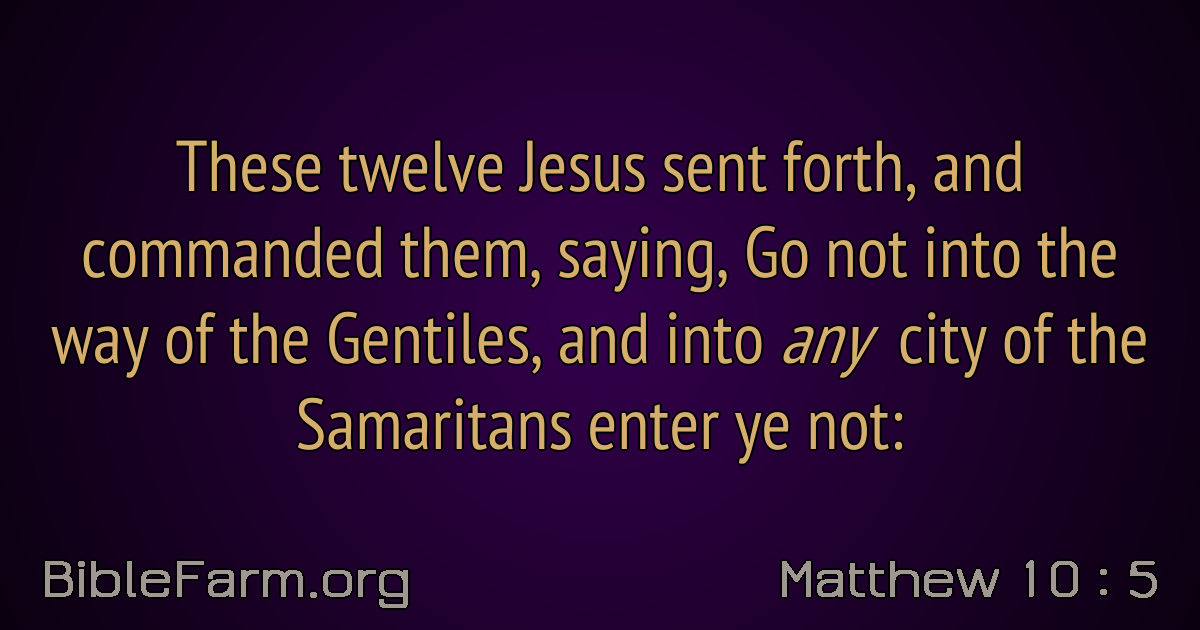 These twelve Jesus sent forth, and
commanded them, saying, Go not into the
way of the Gentiles, and into any city of the
Samaritans enter ye not:
BibleFarm.org
Matthew 10 : 5